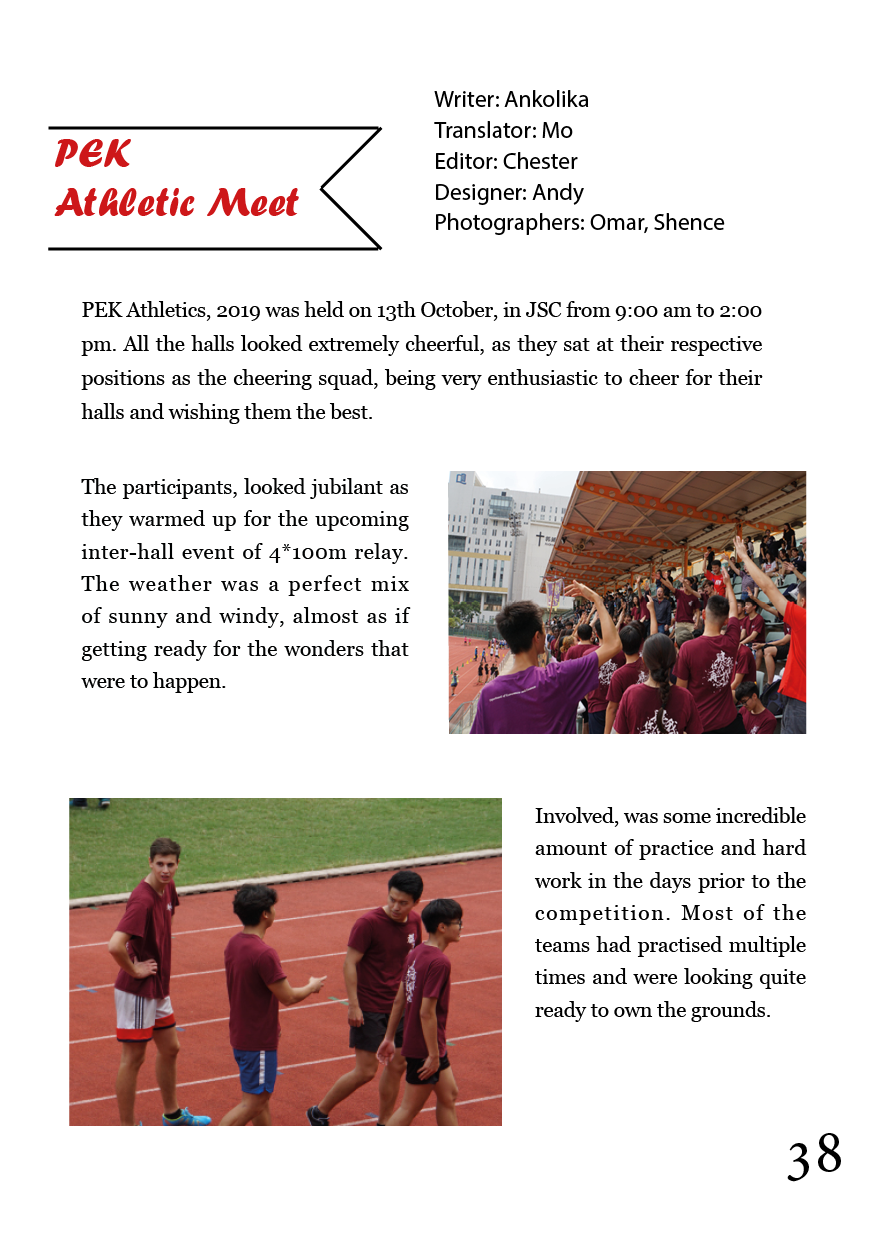 PEK
Athletic Meet
Writer: Ankolika
Translator: Mo
Editor: Chester
Designer: Andy
Photographers: Omar, Shence
PEK Athletics, 2019 was held on 13th October, in JSC from 9:00 am to 2:00
pm. All the halls looked extremely cheerful, as they sat at their respective
positions as the cheering squad, being very enthusiastic to cheer for their
halls and wishing them the best.
The participants, looked jubilant as
they warmed up for the upcoming
inter-hall event of 4*100m relay.
The weather was a perfect mix
of sunny and windy, almost as if
getting ready for the wonders that
were to happen.
Involved, was some incredible
amount of practice and hard
work in the days prior to the
competition. Most of the
teams had practised multiple
times and were looking quite
ready to own the grounds.
38